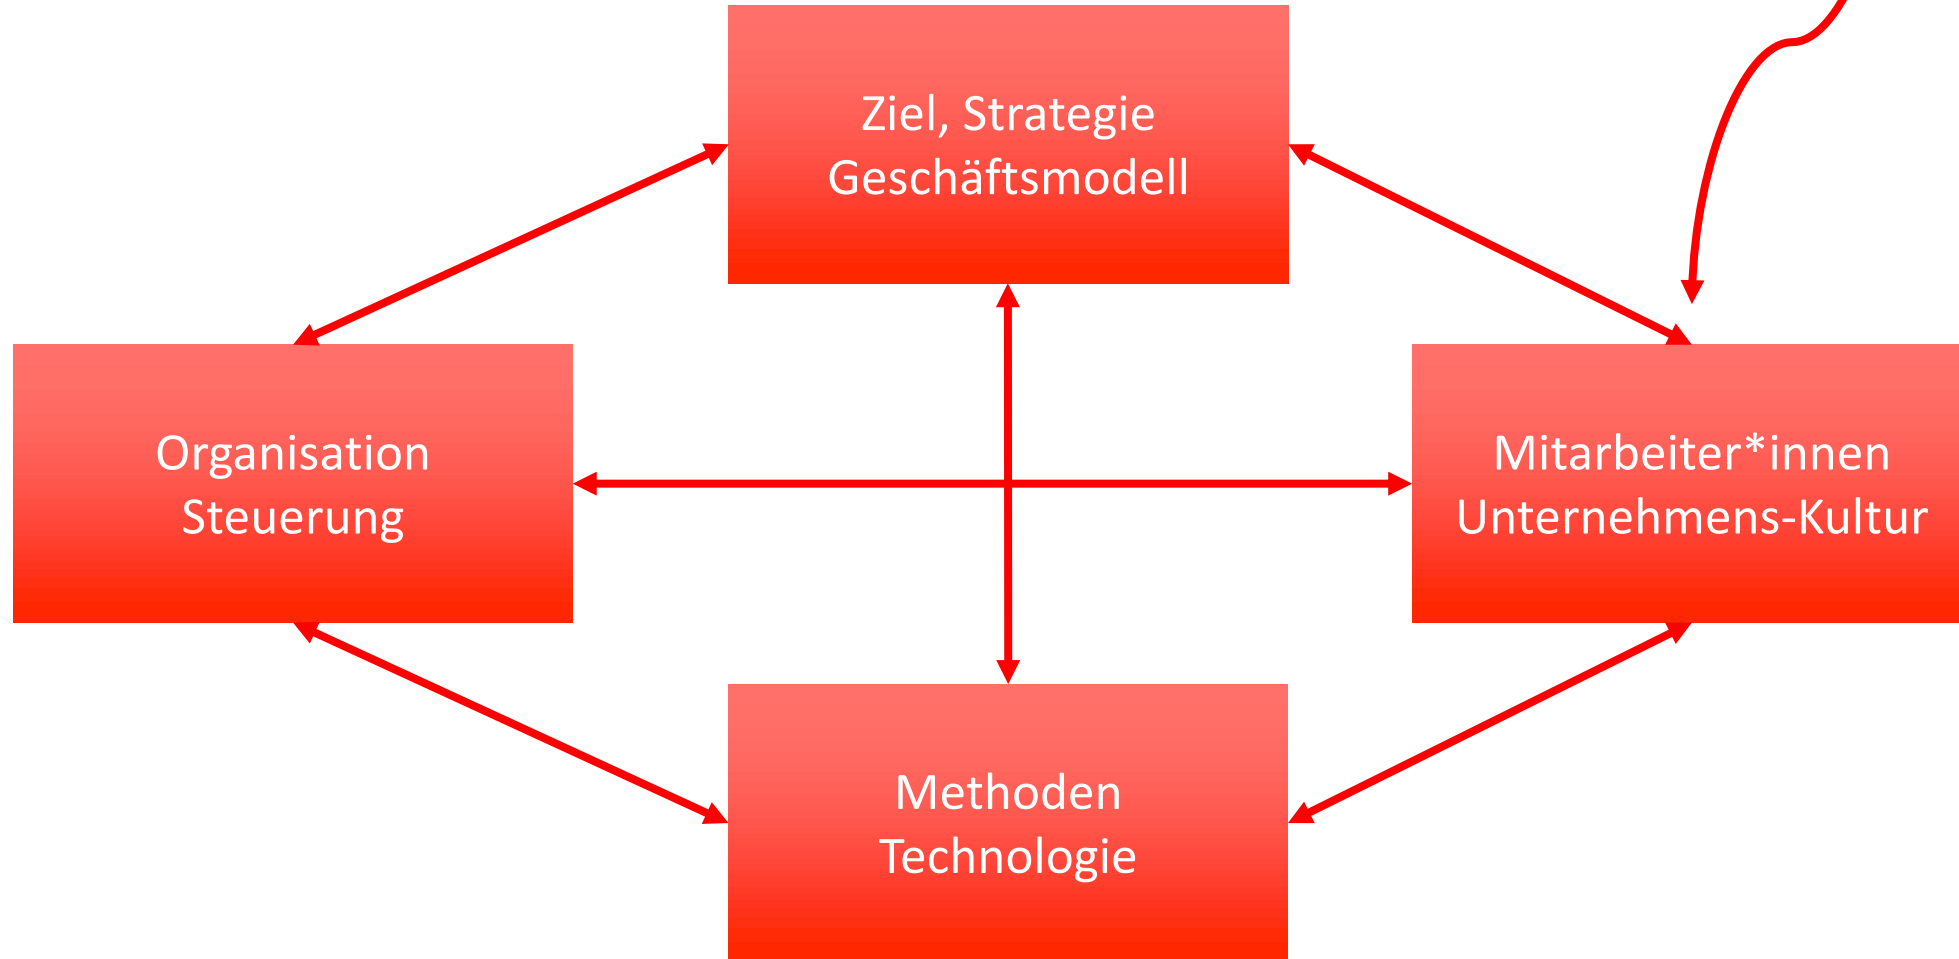 Ziel, Strategie
Geschäftsmodell
Organisation
Steuerung
Mitarbeiter*innen
Unternehmens-Kultur
Methoden
Technologie